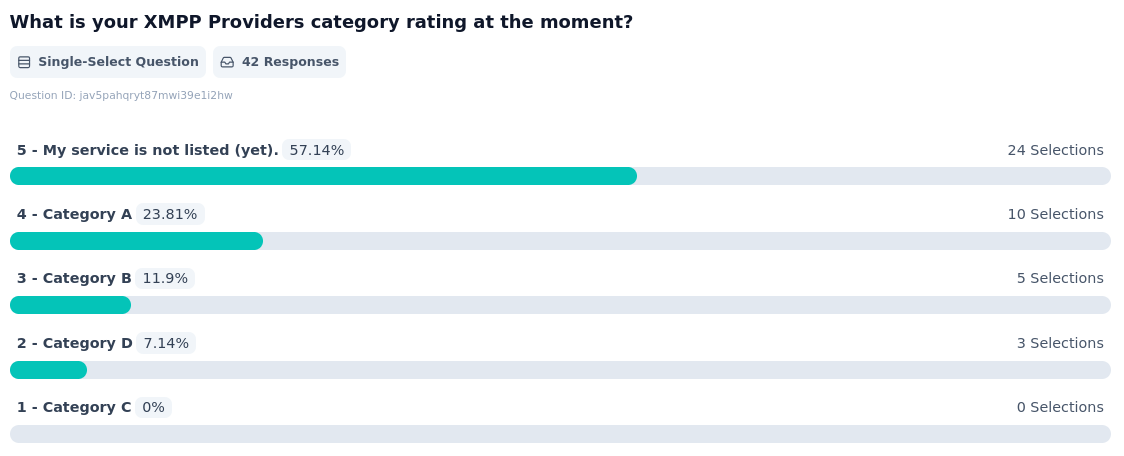 What is your XMPP Providers category rating at the moment?
Single-Select Question 42 Responses
Question ID: jav5pahqryt87mwi39e1i2hw
5 - My service is not listed (yet). 57.14% 24 Selections
4 - Category A 23.81% 10 Selections
3 - Category B 11.9% 5 Selections
2 - Category D 7.14% 3 Selections
1 - Category C 0% 0 Selections